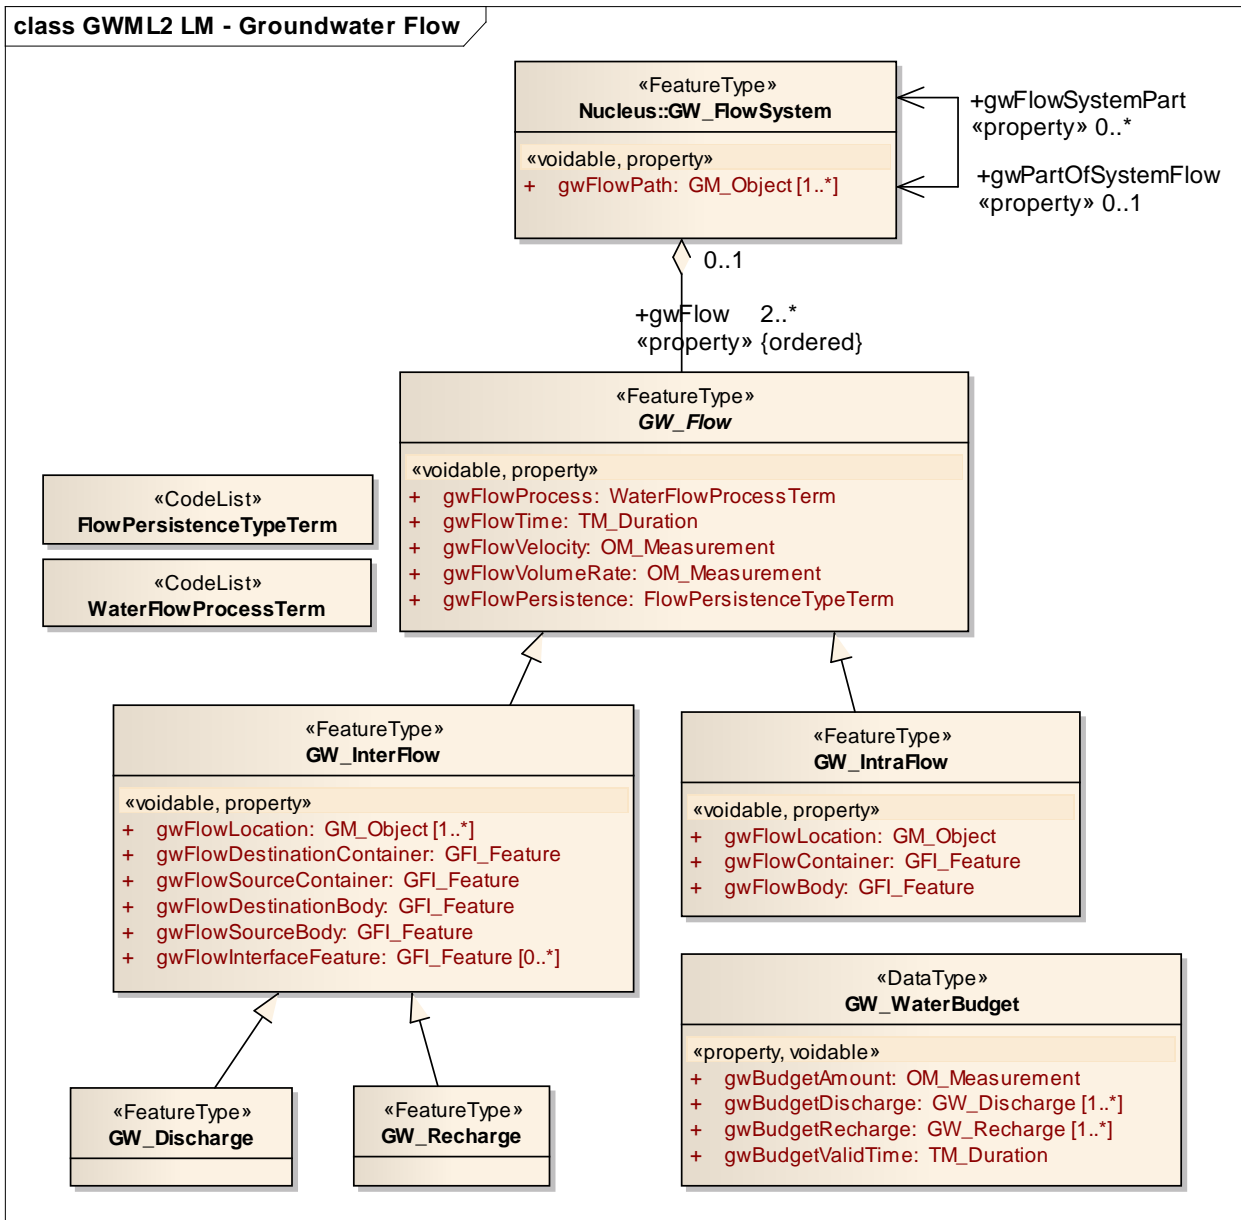 class GWML2 LM - Groundwater Flow
«FeatureType»
Nucleus::GW_FlowSystem
«voidable, property»
+ gwFlowPath: GM_Object [1..*]
+gwFlowSystemPart
«property» 0..*
+gwPartOfSystemFlow
«property» 0..1
0..1
+gwFlow 2..*
«property» {ordered}
«FeatureType»
GW_Flow
«voidable, property»
+ gwFlowProcess: WaterFlowProcessTerm
+ gwFlowTime: TM_Duration
+ gwFlowVelocity: OM_Measurement
+ gwFlowVolumeRate: OM_Measurement
+ gwFlowPersistence: FlowPersistenceTypeTerm
«CodeList»
FlowPersistenceTypeTerm
«CodeList»
WaterFlowProcessTerm
«FeatureType»
GW_InterFlow
«voidable, property»
+ gwFlowLocation: GM_Object [1..*]
+ gwFlowDestinationContainer: GFI_Feature
+ gwFlowSourceContainer: GFI_Feature
+ gwFlowDestinationBody: GFI_Feature
+ gwFlowSourceBody: GFI_Feature
+ gwFlowInterfaceFeature: GFI_Feature [0..*]
«FeatureType»
GW_IntraFlow
«voidable, property»
+ gwFlowLocation: GM_Object
+ gwFlowContainer: GFI_Feature
+ gwFlowBody: GFI_Feature
«DataType»
GW_WaterBudget
«property, voidable»
+ gwBudgetAmount: OM_Measurement
+ gwBudgetDischarge: GW_Discharge [1..*]
+ gwBudgetRecharge: GW_Recharge [1..*]
+ gwBudgetValidTime: TM_Duration
«FeatureType»
GW_Discharge
«FeatureType»
GW_Recharge